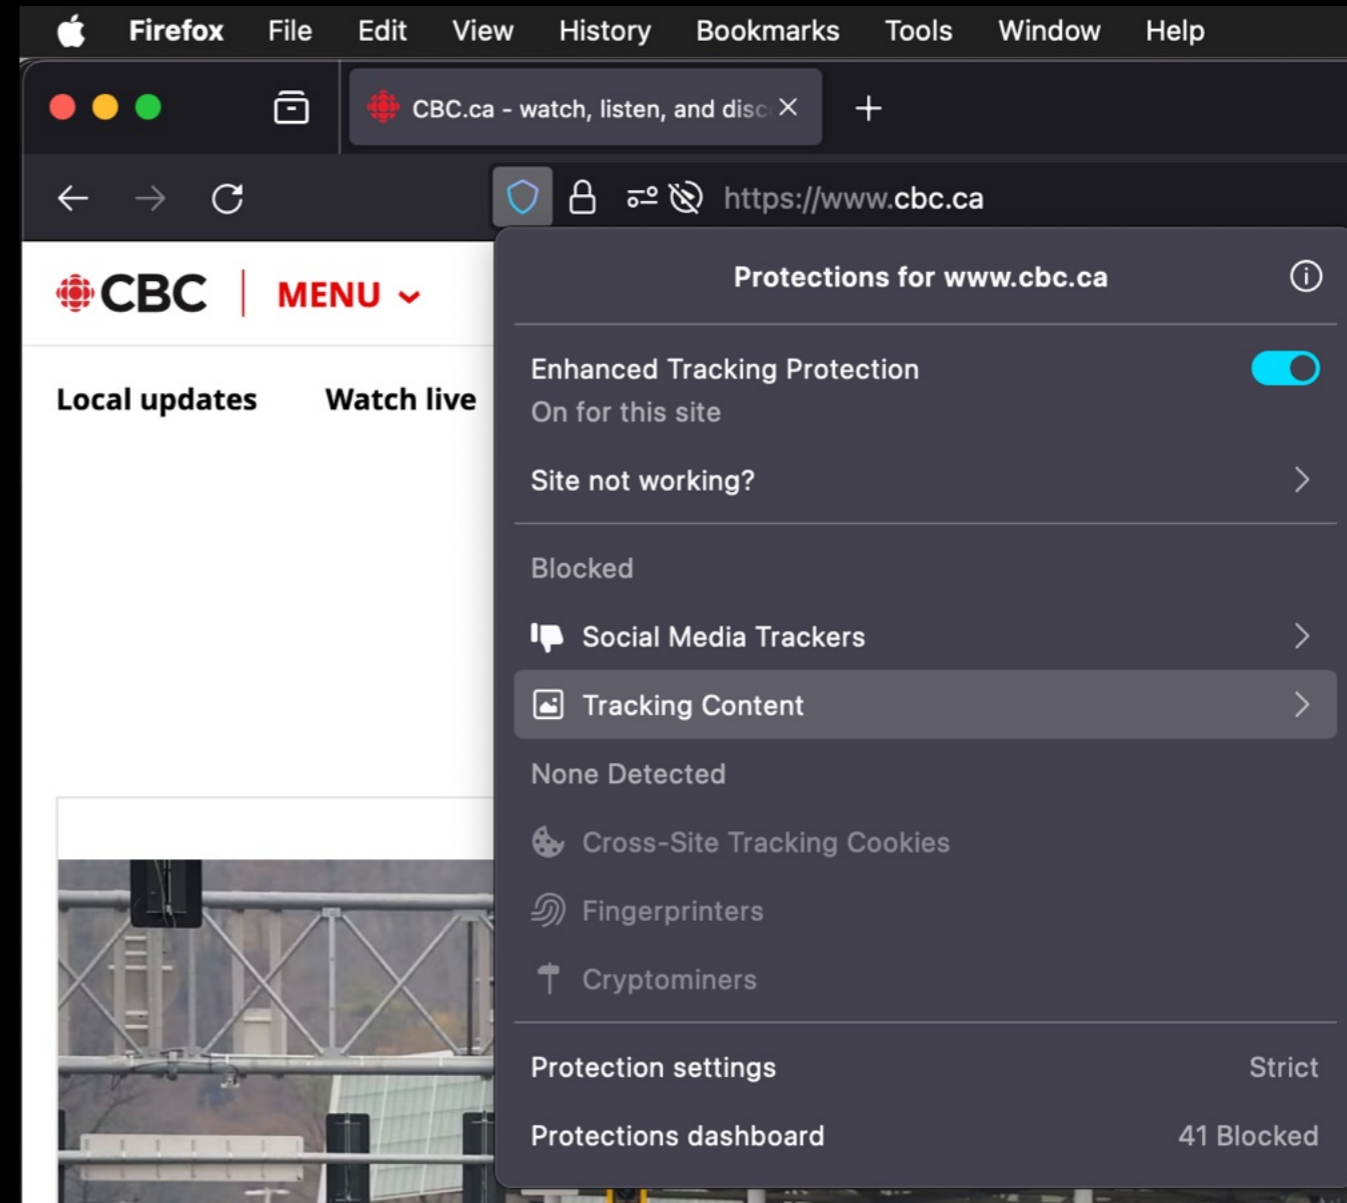 Firefox File Edit View History Bookmarks Tools Window Help
CBC.ca - watch, listen, and disc
https://www.cbc.ca
CBC MENU
Local updates Watch live
Protections for www.cbc.ca
Enhanced Tracking Protection
On for this site
Site not working?
Blocked
Social Media Trackers
Tracking Content
None Detected
Cross-Site Tracking Cookies
Fingerprinters
Cryptominers
Protection settings Strict
Protections dashboard 41 Blocked